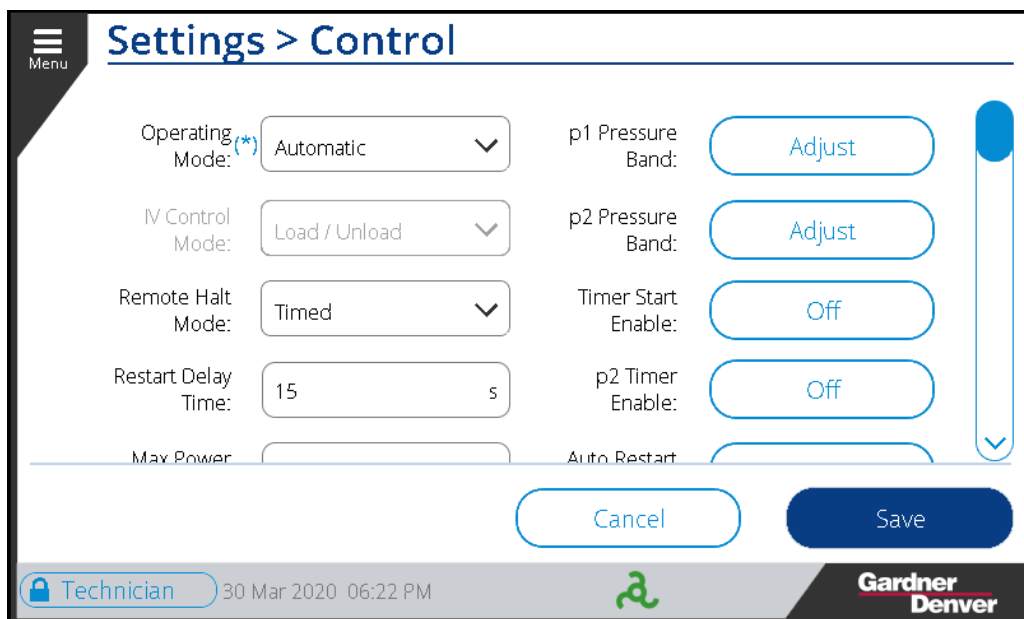 Menu
Settings > Control
Operating
Mode:
(*)
Automatic
p1 Pressure
Band:
Adjust
IV Control
Mode:
Load / Unload
p2 Pressure
Band:
Adjust
Remote Halt
Mode:
Timed
Timer Start
Enable:
Off
Restart Delay
Time:
15 s
p2 Timer
Enable:
Off
Max Power
Auto Restart
Cancel
Save
Technician
30 Mar 2020 06:22 PM
Gardner
Denver